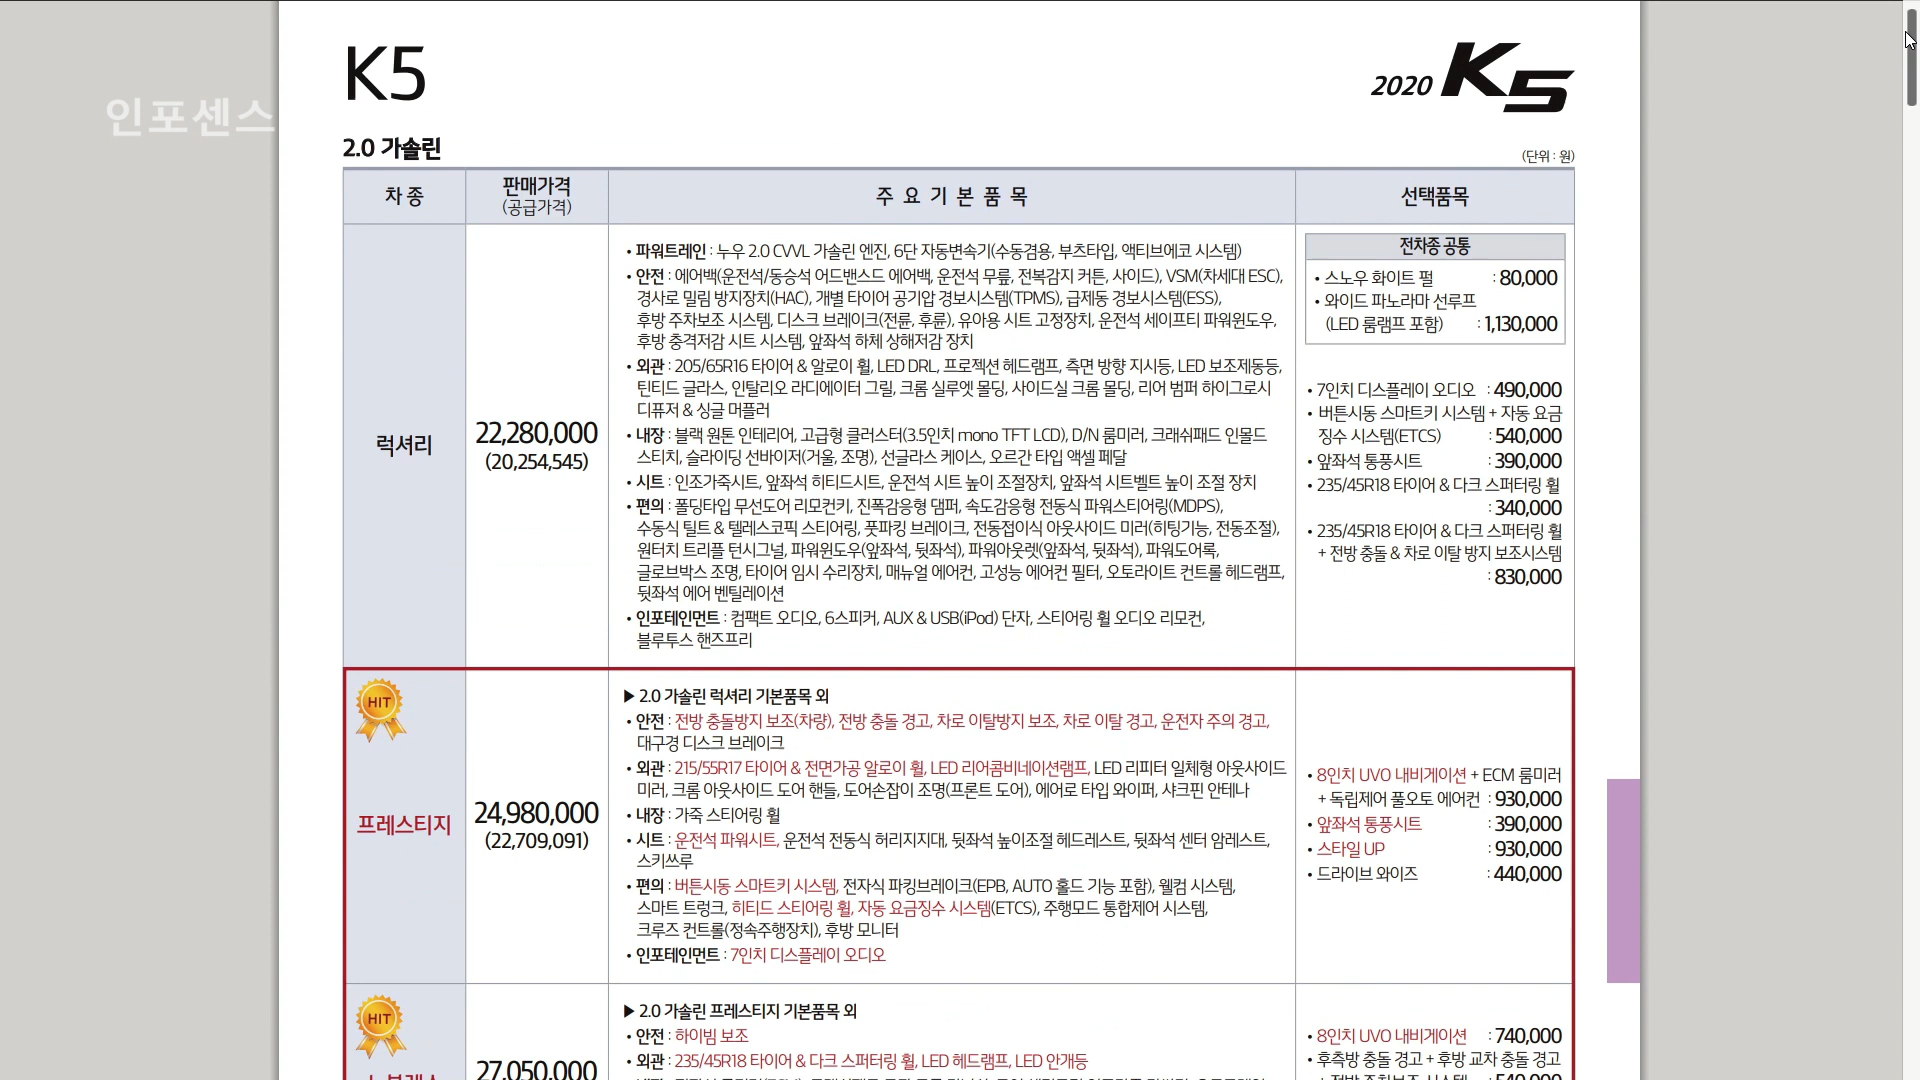 K5
2020 K5
인포센스
2.0 가솔린
(단위 : 원)
차 종
판매가격
(공급가격)
주 요 기 본 품 목
선택품목
럭셔리
22,280,000
(20,254,545)
• 파워트레인 : 누우 2.0 CVVL 가솔린 엔진, 6단 자동변속기(수동겸용, 부츠타입, 액티브에코 시스템)
• 안전 : 에어백(운전석/동승석 어드밴스드 에어백, 운전석 무릎, 전복감지 커튼, 사이드), VSM(차세대 ESC),
경사로 밀림 방지장치(HAC), 개별 타이어 공기압 경보시스템(TPMS), 급제동 경보시스템(ESS),
후방 주차보조 시스템, 디스크 브레이크(전륜, 후륜), 유아용 시트 고정장치, 운전석 세이프티 파워윈도우,
후방 충격저감 시트 시스템, 앞좌석 하체 상해저감 장치
• 외관 : 205/65R16 타이어 & 알로이 휠, LED DRL, 프로젝션 헤드램프, 측면 방향 지시등, LED 보조제동등,
틴티드 글라스, 인탈리오 라디에이터 그릴, 크롬 실루엣 몰딩, 사이드실 크롬 몰딩, 리어 범퍼 하이그로시
디퓨저 & 싱글 머플러
• 내장 : 블랙 원톤 인테리어, 고급형 클러스터(3.5인치 mono TFT LCD), D/N 룸미러, 크래쉬패드 인몰드
스티치, 슬라이딩 선바이저(거울, 조명), 선글라스 케이스, 오르간 타입 액셀 페달
• 시트 : 인조가죽시트, 앞좌석 히티드시트, 운전석 시트 높이 조절장치, 앞좌석 시트벨트 높이 조절 장치
• 편의 : 폴딩타입 무선도어 리모컨키, 진폭감응형 댐퍼, 속도감응형 전동식 파워스티어링(MDPS),
수동식 틸트 & 텔레스코픽 스티어링, 풋파킹 브레이크, 전동접이식 아웃사이드 미러(히팅기능, 전동조절),
원터치 트리플 턴시그널, 파워윈도우(앞좌석, 뒷좌석), 파워아웃렛(앞좌석, 뒷좌석), 파워도어록,
글로브박스 조명, 타이어 임시 수리장치, 매뉴얼 에어컨, 고성능 에어컨 필터, 오토라이트 컨트롤 헤드램프,
뒷좌석 에어 벤틸레이션
• 인포테인먼트 : 컴팩트 오디오, 6스피커, AUX & USB(iPod) 단자, 스티어링 휠 오디오 리모컨,
블루투스 핸즈프리
전차종 공통
• 스노우 화이트 펄 : 80,000
• 와이드 파노라마 선루프
(LED 룸램프 포함) : 1,130,000
• 7인치 디스플레이 오디오 : 490,000
• 버튼시동 스마트키 시스템 + 자동 요금
징수 시스템(ETCS) : 540,000
• 앞좌석 통풍시트 : 390,000
• 235/45R18 타이어 & 다크 스퍼터링 휠
: 340,000
• 235/45R18 타이어 & 다크 스퍼터링 휠
+ 전방 충돌 & 차로 이탈 방지 보조시스템
: 830,000
HIT
프레스티지
24,980,000
(22,709,091)
▶ 2.0 가솔린 럭셔리 기본품목 외
• 안전 : 전방 충돌방지 보조(차량), 전방 충돌 경고, 차로 이탈방지 보조, 차로 이탈 경고, 운전자 주의 경고,
대구경 디스크 브레이크
• 외관 : 215/55R17 타이어 & 전면가공 알로이 휠, LED 리어콤비네이션램프, LED 리피터 일체형 아웃사이드
미러, 크롬 아웃사이드 도어 핸들, 도어손잡이 조명(프론트 도어), 에어로 타입 와이퍼, 샤크핀 안테나
• 내장 : 가죽 스티어링 휠
• 시트 : 운전석 파워시트, 운전석 전동식 허리지지대, 뒷좌석 높이조절 헤드레스트, 뒷좌석 센터 암레스트,
스키쓰루
• 편의 : 버튼시동 스마트키 시스템, 전자식 파킹브레이크(EPB, AUTO 홀드 기능 포함), 웰컴 시스템,
스마트 트렁크, 히티드 스티어링 휠, 자동 요금징수 시스템(ETCS), 주행모드 통합제어 시스템,
크루즈 컨트롤(정속주행장치), 후방 모니터
• 인포테인먼트 : 7인치 디스플레이 오디오
• 8인치 UVO 내비게이션 + ECM 룸미러
+ 독립제어 풀오토 에어컨 : 930,000
• 앞좌석 통풍시트 : 390,000
• 스타일 UP : 930,000
• 드라이브 와이즈 : 440,000
HIT
27,050,000
▶ 2.0 가솔린 프레스티지 기본품목 외
• 안전 : 하이빔 보조
• 외관 : 235/45R18 타이어 & 다크 스퍼터링 휠, LED 헤드램프, LED 안개등
• 8인치 UVO 내비게이션 : 740,000
• 후측방 충돌 경고 + 후방 교차 충돌 경고